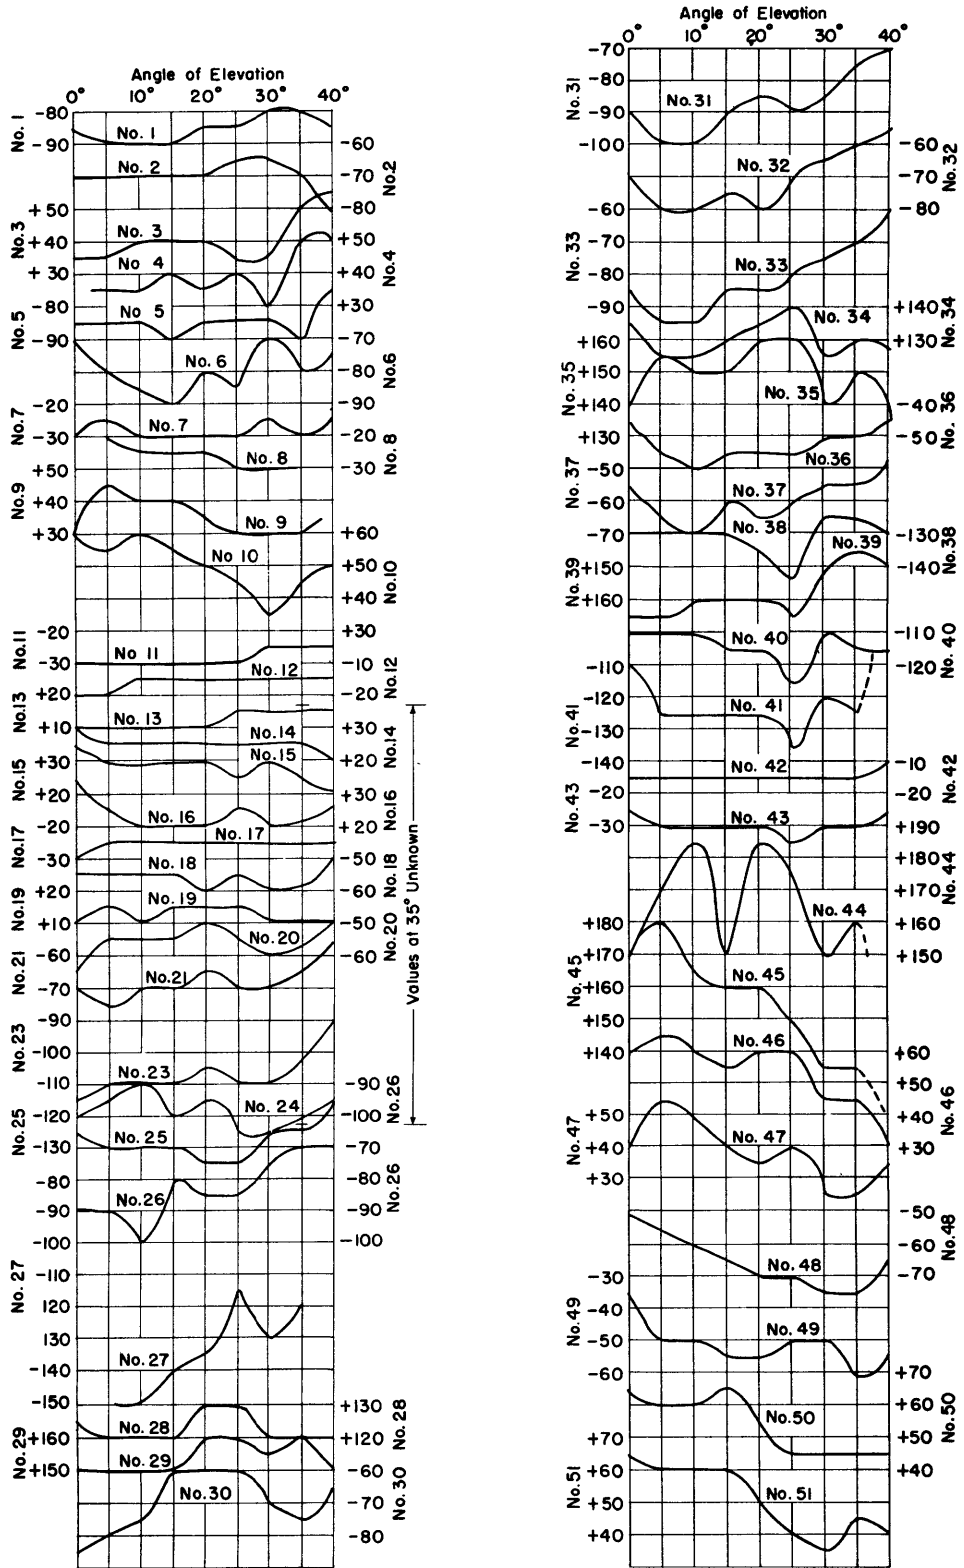 Angle of Elevation
0° 10° 20° 30° 40°
No.1
-80
-90
No. 1
-60
No. 2
-70
No.2
-80
No.3
+50
+40
+30
No. 3
No 4
+50
+40
+30
No.4
No.5
-80
-90
No 5
-70
No. 6
-80
-90
No.6
No.7
-20
-30
No. 7
-20
-30
No.8
No. 8
No.9
+50
+40
+30
No. 9
+60
No 10
+50
+40
+30
No.10
No.11
-20
-30
No 11
-10
-20
No.12
No.12
No.13
+20
+10
No.13
+30
+20
No.14
No.14
No.15
+30
+20
No.15
+30
+20
No.16
No.16
No.17
-20
-30
No. 17
-50
-60
No.18
No.18
No.19
+20
+10
No.19
-50
-60
No.20
No.20
No.21
-60
-70
No.21
No.23
-90
-100
-110
No.23
-90
-100
No.26
No. 24
No.25
-120
-130
No.25
-70
-80
-90
-100
No.26
-80
-90
-100
No.26
No. 27
-110
120
130
-140
-150
No.27
+130
+120
No.28
No.28
No.29
+160
+150
No.29
-60
-70
-80
No.30
No.30
Values at 35° Unknown
Angle of Elevation
0° 10° 20° 30° 40°
No.31
-70
-80
-90
-100
No.31
-60
-70
-80
No.32
No.32
No.33
-60
-70
-80
-90
No.33
+140
+130
No.34
No. 34
No.35
+160
+150
+140
+130
No. 35
-40
-50
No. 36
No.36
No.37
-50
-60
-70
No.37
-130
-140
No.38
No. 38
No.39
+150
+160
No.39
-110
-120
No. 40
No. 40
No.41
-110
-120
-130
-140
No. 41
-10
-20
No. 42
No. 42
No.43
-20
-30
No. 43
+190
+180
+170
+160
+150
No.44
No. 44
No.45
+180
+170
+160
+150
+140
No.45
+60
+50
+40
+30
No.46
No.46
No.47
+50
+40
+30
No.47
-50
-60
-70
No.48
No.48
No.49
-30
-40
-50
-60
No.49
+70
+60
+50
+40
No.50
No.50
No.51
+70
+60
+50
+40
No.51